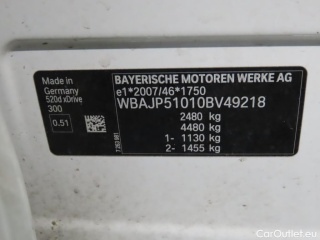 Made in
Germany
520d xDrive
300
0.51
BAYERISCHE MOTOREN WERKE AG
e1*2007/46*1750
WBAJP51010BV49218
2480 kg
4480 kg
1- 1130 kg
2- 1455 kg
CarOutlet.eu